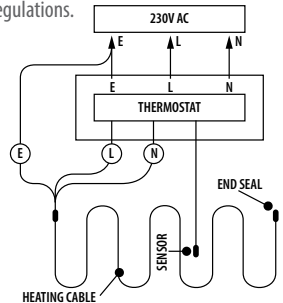 egulations.
230V AC
E L N
E L N
THERMOSTAT
E L N
END SEAL
SENSOR
HEATING CABLE